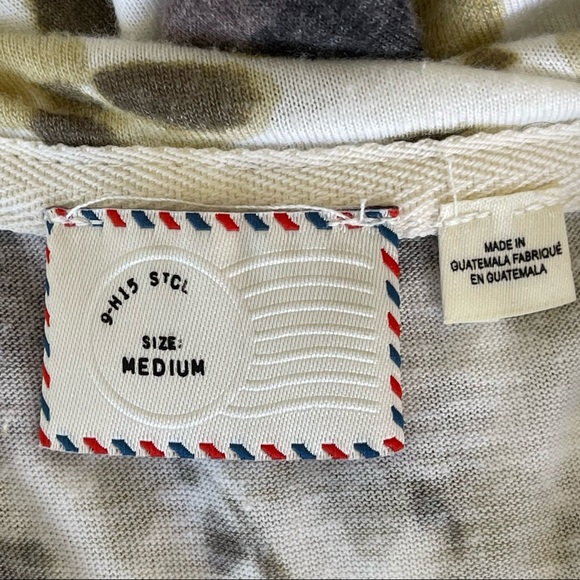 9-H15 STCL
SIZE:
MEDIUM
MADE IN
GUATEMALA FABRIQUÉ
EN GUATEMALA